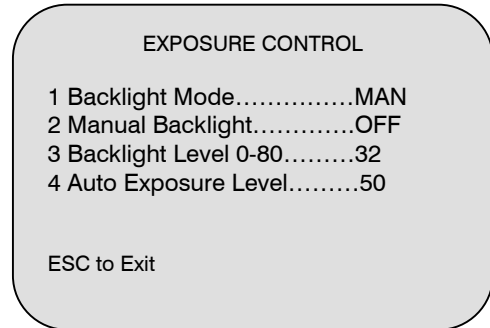 EXPOSURE CONTROL
1 Backlight Mode……………MAN
2 Manual Backlight………….OFF
3 Backlight Level 0-80………32
4 Auto Exposure Level………50
ESC to Exit